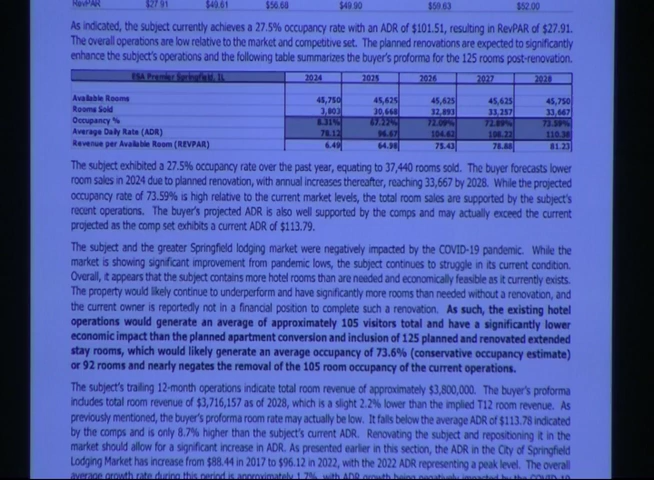 RevPAR $27.91 $49.61 $56.68 $49.90 $59.63 $52.00
As indicated, the subject currently achieves a 27.5% occupancy rate with an ADR of $101.51, resulting in RevPAR of $27.91.
The overall operations are low relative to the market and competitive set. The planned renovations are expected to significantly
enhance the subject's operations and the following table summarizes the buyer's proforma for the 125 rooms post-renovation.
ESA Premier Springfield, IL 2024 2025 2026 2027 2028
Available Rooms 45,750 45,625 45,625 45,625 45,750
Rooms Sold 3,803 30,668 32,893 33,257 33,667
Occupancy % 8.31% 67.22% 72.09% 72.89% 73.59%
Average Daily Rate (ADR) 78.12 96.67 104.62 108.22 110.38
Revenue per Available Room (REVPAR) 6.49 64.98 75.43 78.88 81.23
The subject exhibited a 27.5% occupancy rate over the past year, equating to 37,440 rooms sold. The buyer forecasts lower
room sales in 2024 due to planned renovation, with annual increases thereafter, reaching 33,667 by 2028. While the projected
occupancy rate of 73.59% is high relative to the current market levels, the total room sales are supported by the subject's
recent operations. The buyer's projected ADR is also well supported by the comps and may actually exceed the current
projected as the comp set exhibits a current ADR of $113.79.
The subject and the greater Springfield lodging market were negatively impacted by the COVID-19 pandemic. While the
market is showing significant improvement from pandemic lows, the subject continues to struggle in its current condition.
Overall, it appears that the subject contains more hotel rooms than are needed and economically feasible as it currently exists.
The property would likely continue to underperform and have significantly more rooms than needed without a renovation, and
the current owner is reportedly not in a financial position to complete such a renovation. As such, the existing hotel
operations would generate an average of approximately 105 visitors total and have a significantly lower
economic impact than the planned apartment conversion and inclusion of 125 planned and renovated extended
stay rooms, which would likely generate an average occupancy of 73.6% (conservative occupancy estimate)
or 92 rooms and nearly negates the removal of the 105 room occupancy of the current operations.
The subject's trailing 12-month operations indicate total room revenue of approximately $3,800,000. The buyer's proforma
includes total room revenue of $3,716,157 as of 2028, which is a slight 2.2% lower than the implied T12 room revenue. As
previously mentioned, the buyer's proforma room rate may actually be low. It falls below the average ADR of $113.78 indicated
by the comps and is only 8.7% higher than the subject's current ADR. Renovating the subject and repositioning it in the
market should allow for a significant increase in ADR. As presented earlier in this section, the ADR in the City of Springfield
Lodging Market has increase from $88.44 in 2017 to $96.12 in 2022, with the 2022 ADR representing a peak level. The overall
average growth rate during this period is approximately 1.7%, with ADR growth being negatively impacted by the COVID-19